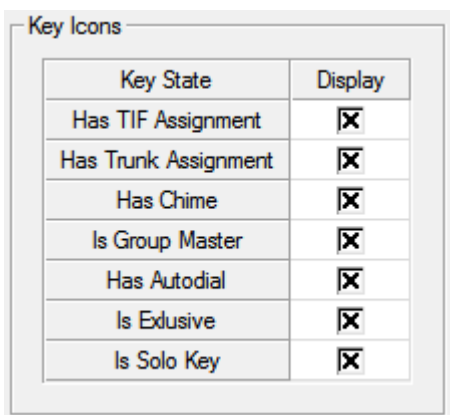 Key Icons
Key State Display
Has TIF Assignment
Has Trunk Assignment
Has Chime
Is Group Master
Has Autodial
Is Exlusive
Is Solo Key